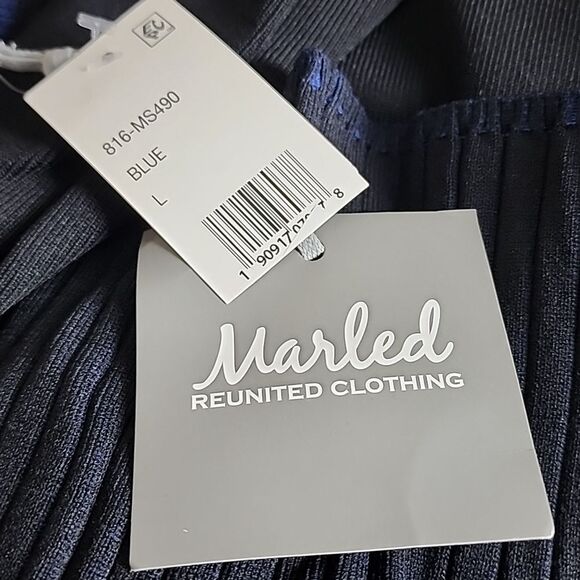 816-MS490
BLUE
L
Marled
REUNITED CLOTHING